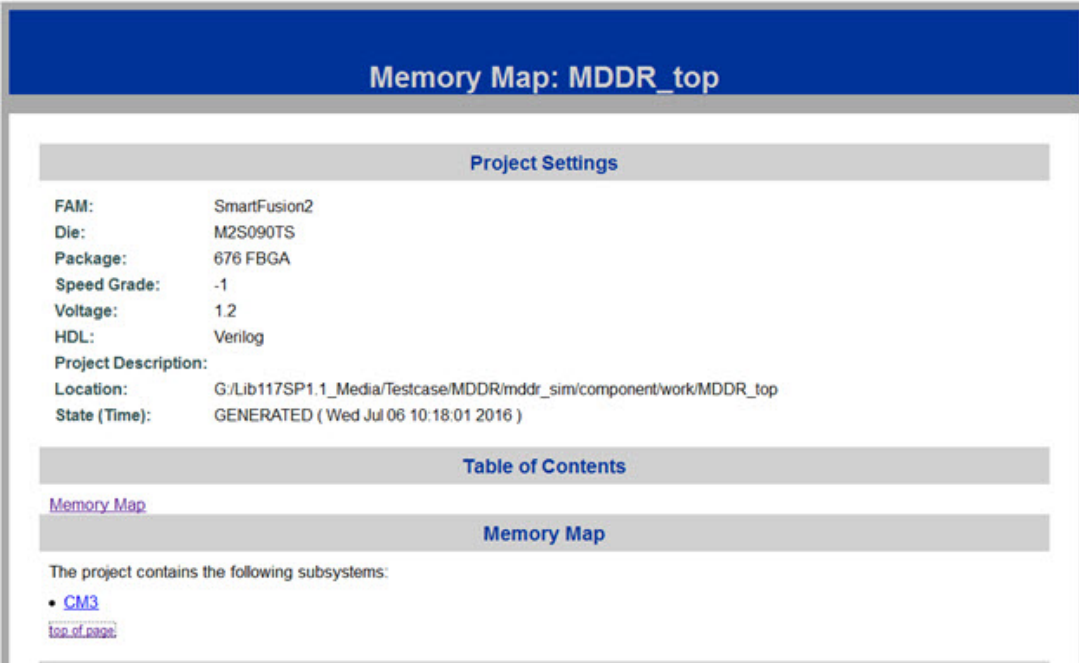 Memory Map: MDDR_top
Project Settings
FAM: SmartFusion2
Die: M2S090TS
Package: 676 FBGA
Speed Grade: -1
Voltage: 1.2
HDL: Verilog
Project Description:
Location: G:/Lib117SP1.1_Media/Testcase/MDDR/mddr_sim/component/work/MDDR_top
State (Time): GENERATED ( Wed Jul 06 10:18:01 2016 )
Table of Contents
Memory Map
Memory Map
The project contains the following subsystems:
• CM3
top of page